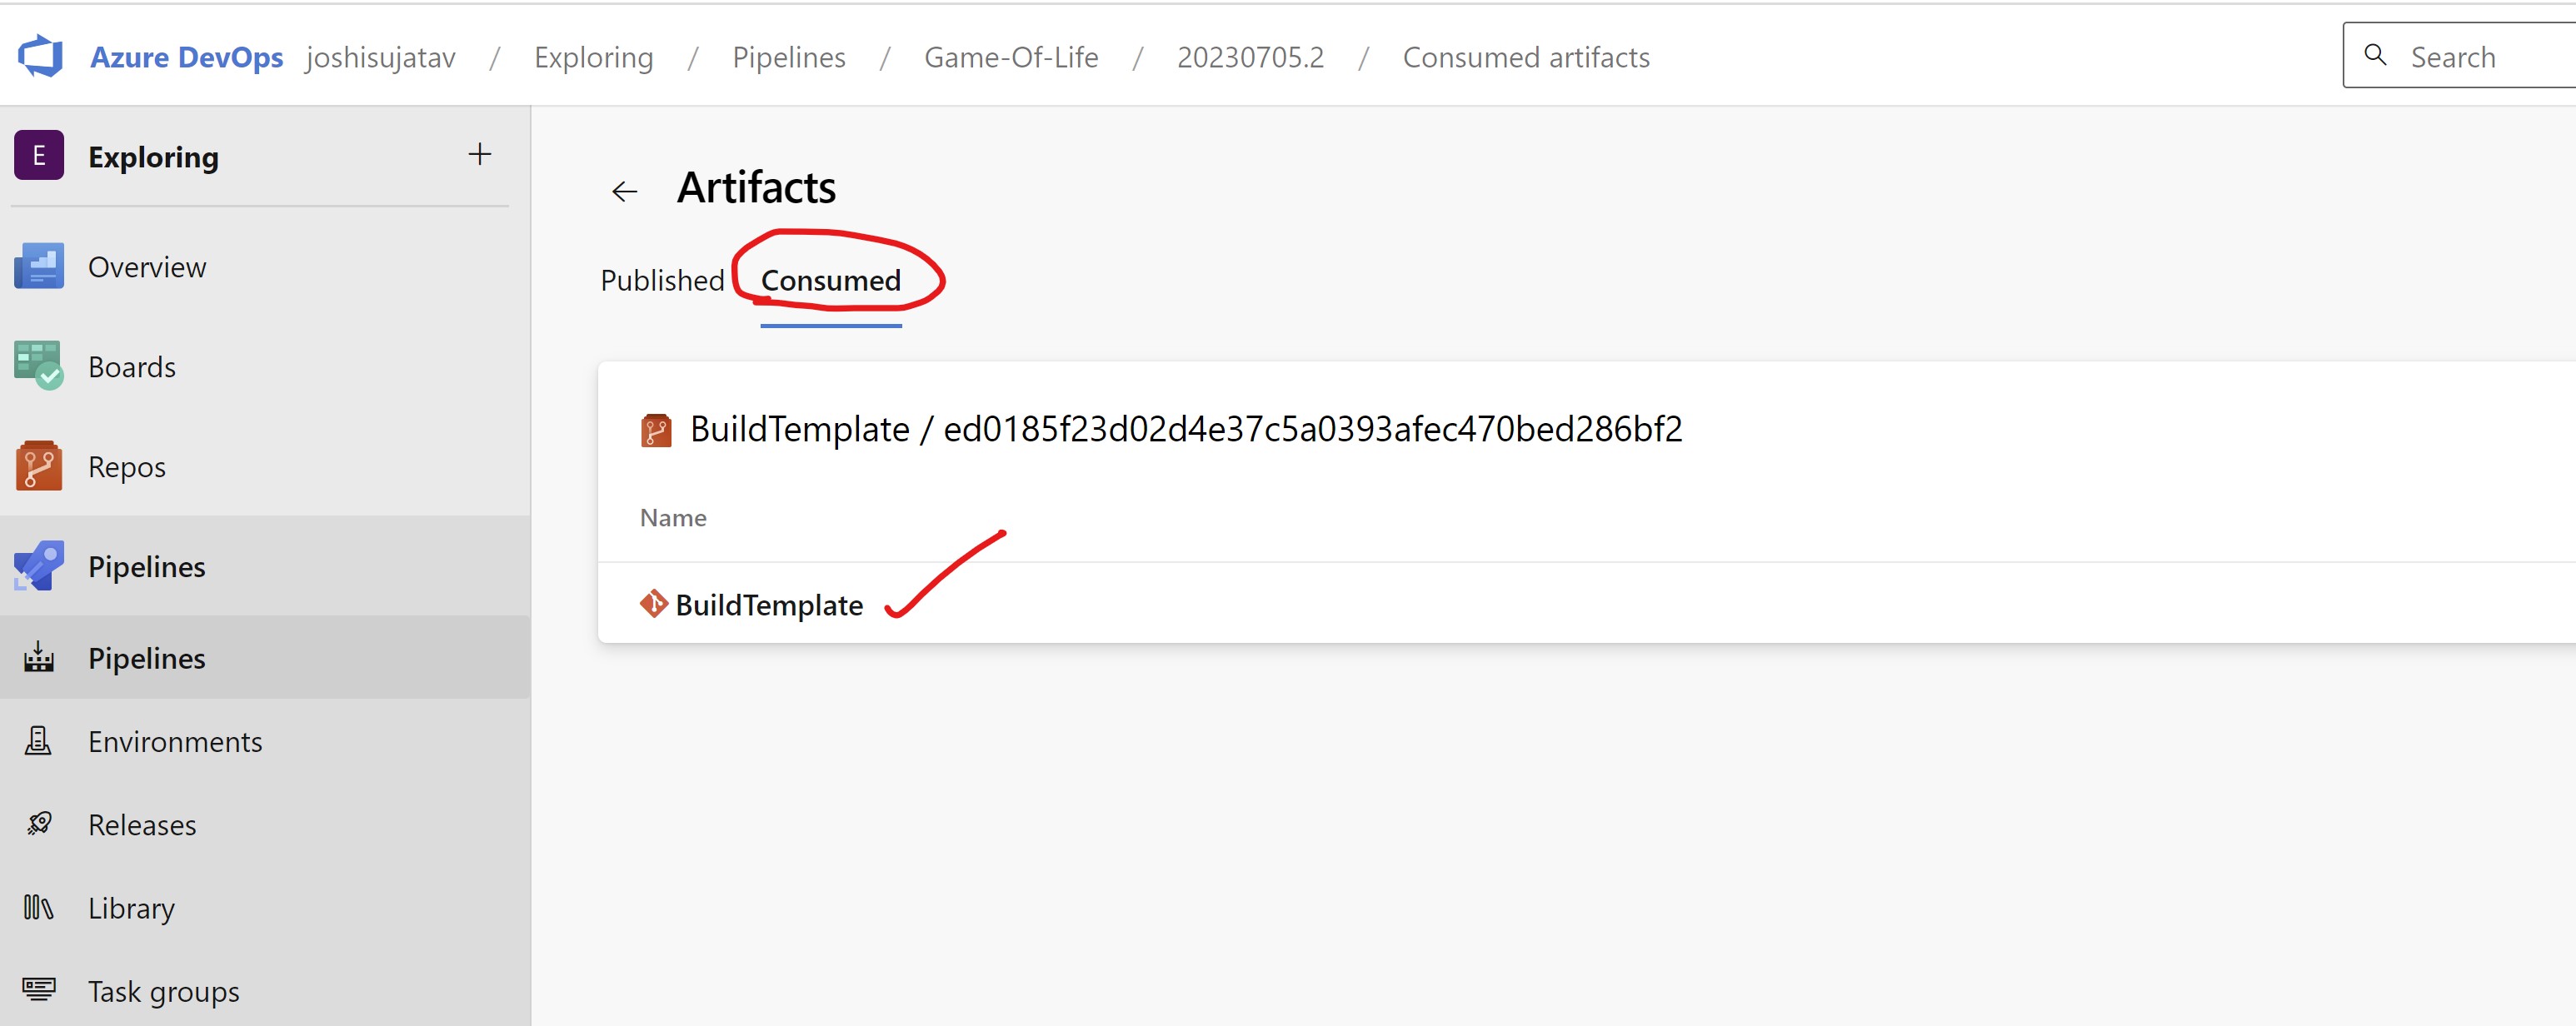 Azure DevOps joshisujatav / Exploring / Pipelines / Game-Of-Life / 20230705.2 / Consumed artifacts
Search
E Exploring +
Artifacts
Published Consumed
Overview
Boards
BuildTemplate / ed0185f23d02d4e37c5a0393afec470bed286bf2
Repos
Name
Pipelines
BuildTemplate
Pipelines
Environments
Releases
Library
Task groups